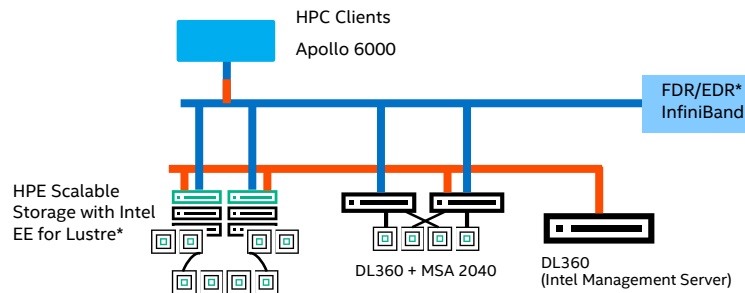 HPC Clients
Apollo 6000
FDR/EDR*
InfiniBand
HPE Scalable
Storage with Intel
EE for Lustre*
DL360 + MSA 2040
DL360
(Intel Management Server)